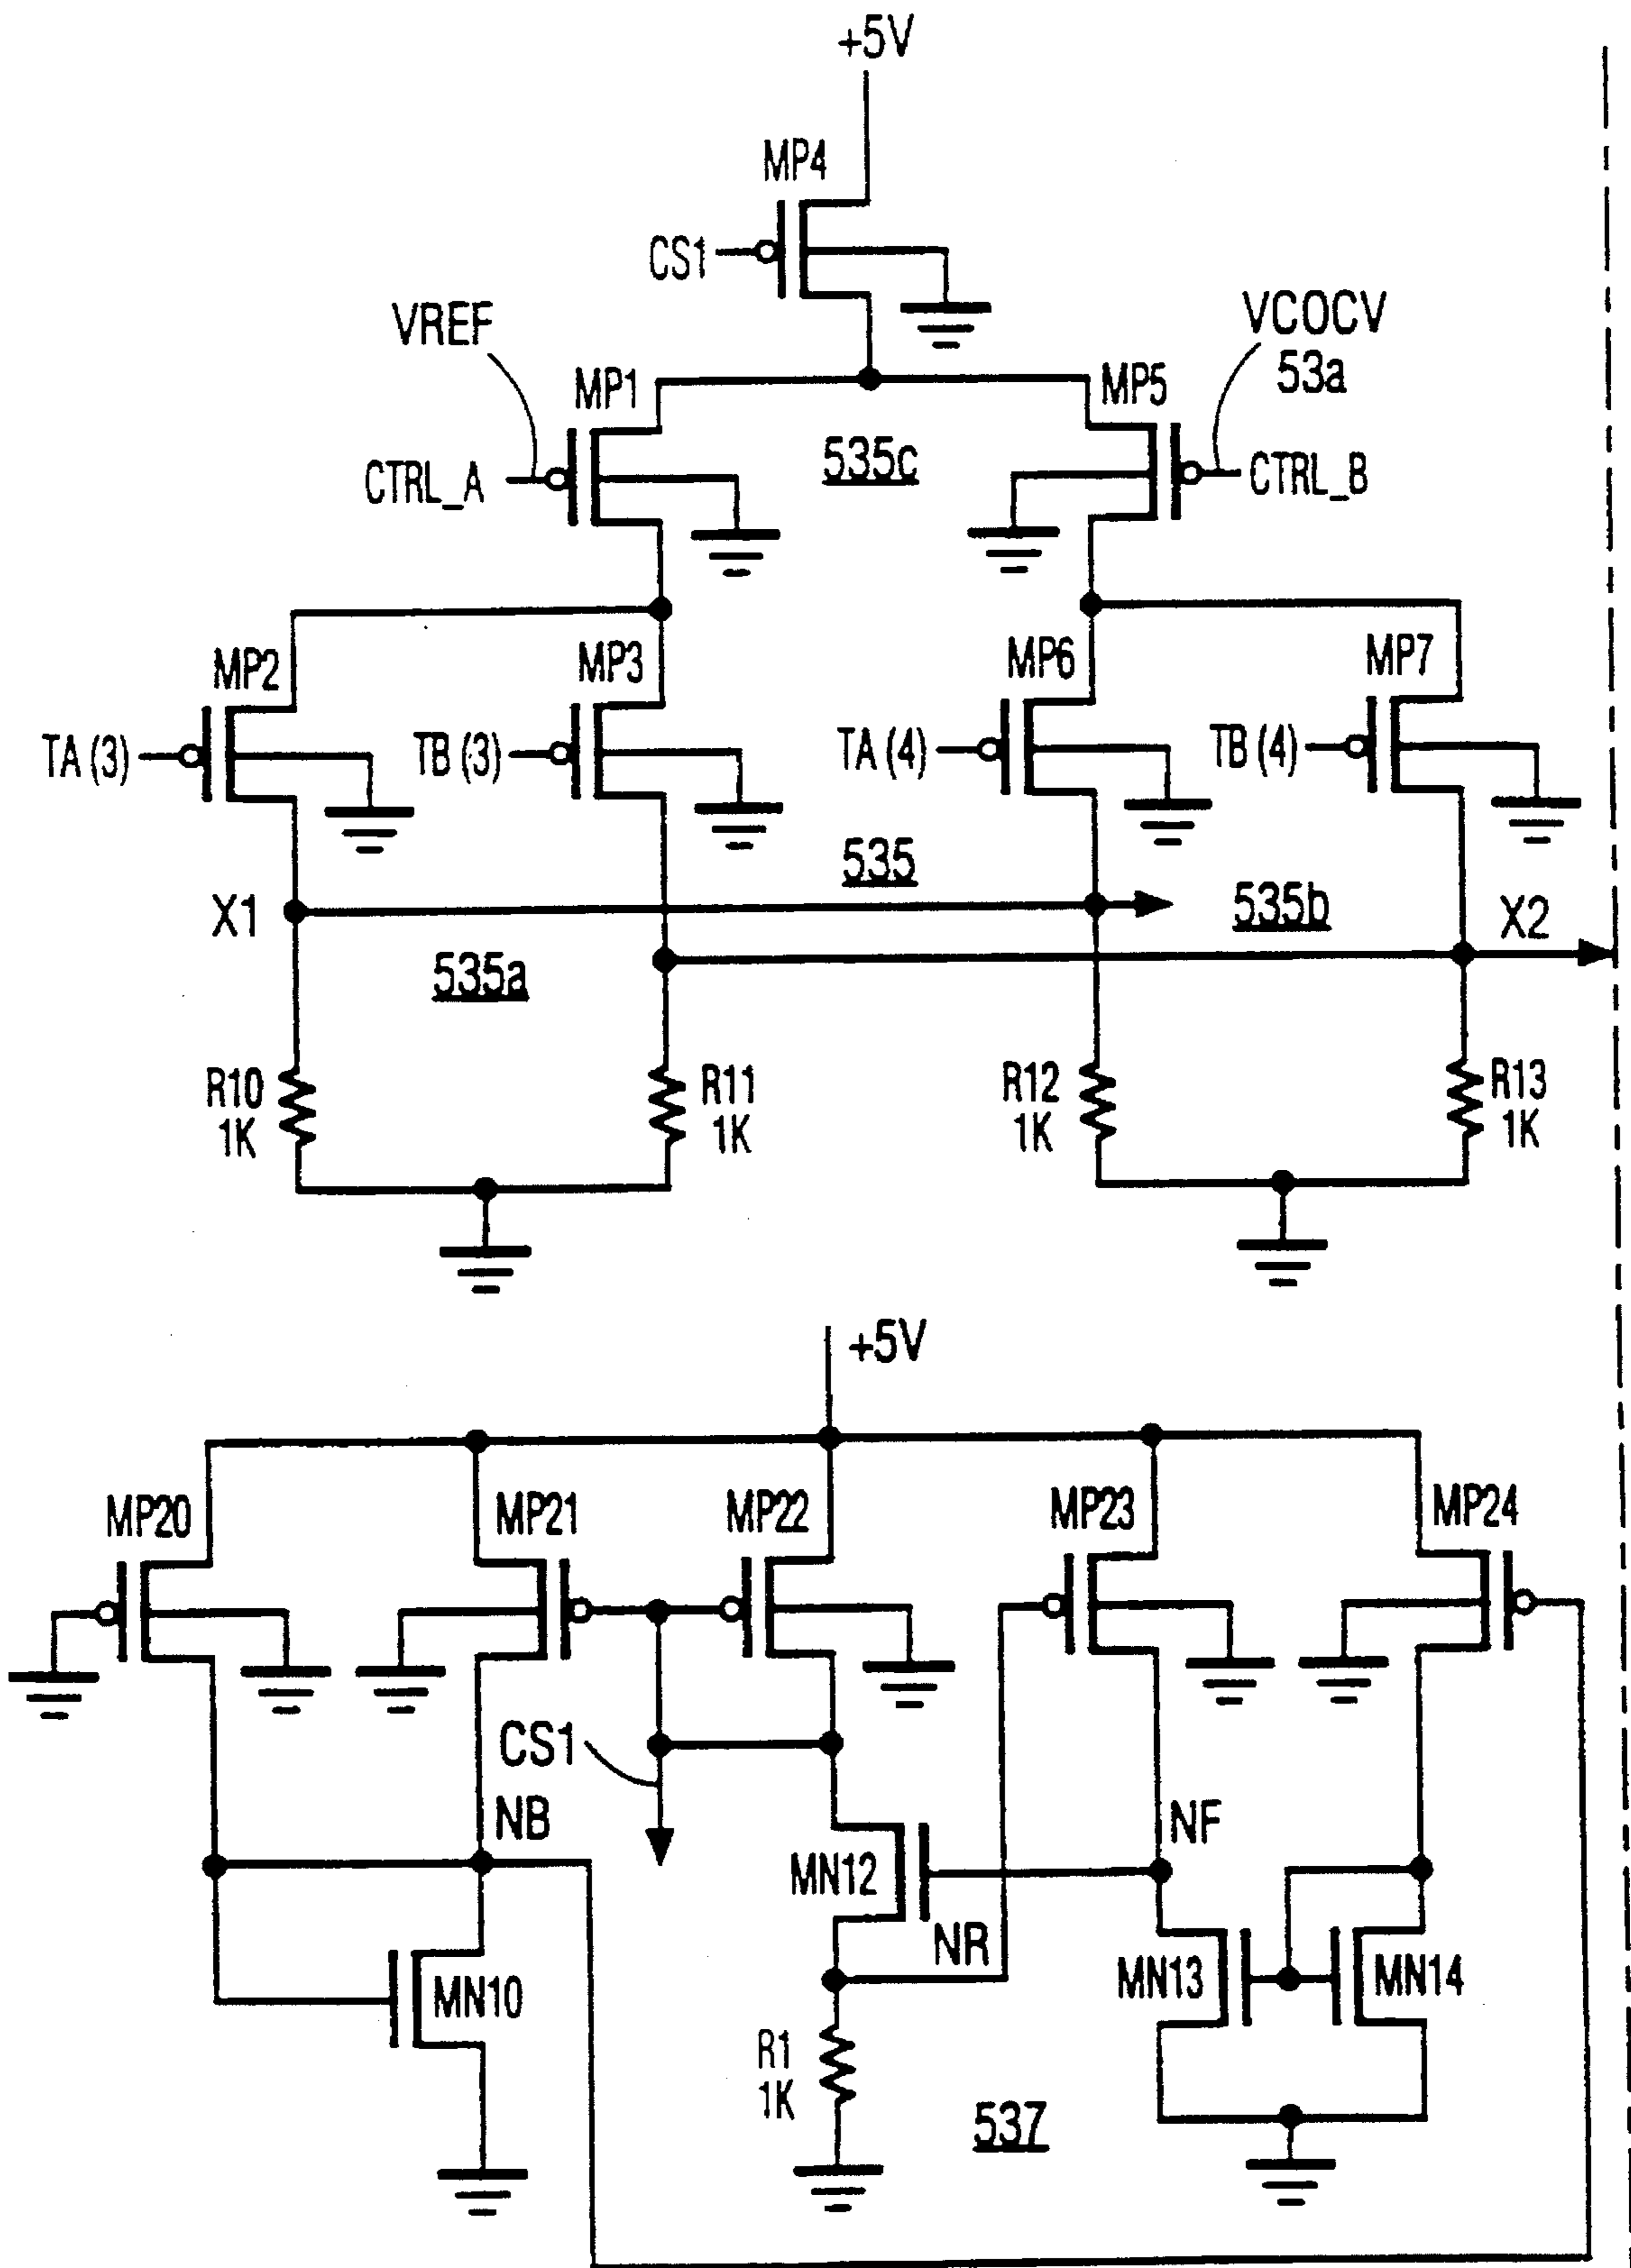 +5V
MP4
CS1
VREF
VCOCV
53a
MP1
MP5
535c
CTRL_A
CTRL_B
MP2
MP3
MP6
MP7
TA (3)
TB (3)
TA (4)
TB (4)
535
X1
535b
X2
535a
R10
1K
R11
1K
R12
1K
R13
1K
+5V
MP20
MP21
MP22
MP23
MP24
CS1
NB
NF
MN12
NR
MN10
MN13
MN14
R1
1K
537